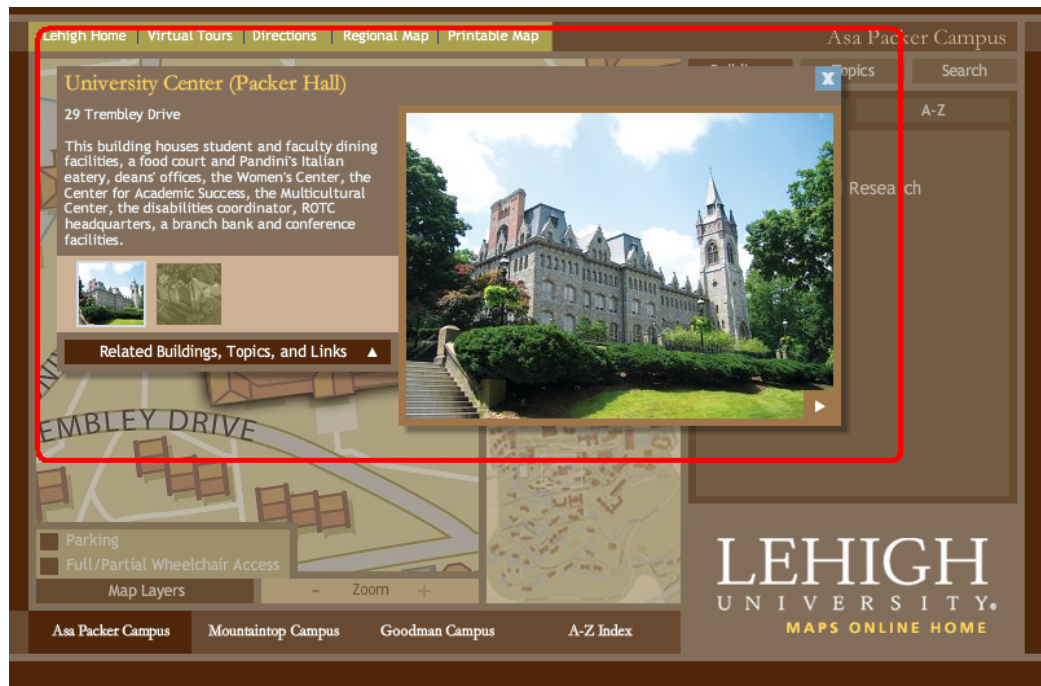 Lehigh Home | Virtual Tours | Directions | Regional Map | Printable Map
Asa Packer Campus
University Center (Packer Hall)
X
Topics
Search
29 Trembley Drive
A-Z
This building houses student and faculty dining
facilities, a food court and Pandini's Italian
eatery, deans' offices, the Women's Center, the
Center for Academic Success, the Multicultural
Center, the disabilities coordinator, ROTC
headquarters, a branch bank and conference
facilities.
Research
Related Buildings, Topics, and Links
EMBLEY DRIVE
Parking
Full/Partial Wheelchair Access
Map Layers
- Zoom +
LEHIGH
UNIVERSITY.
MAPS ONLINE HOME
Asa Packer Campus
Mountaintop Campus
Goodman Campus
A-Z Index